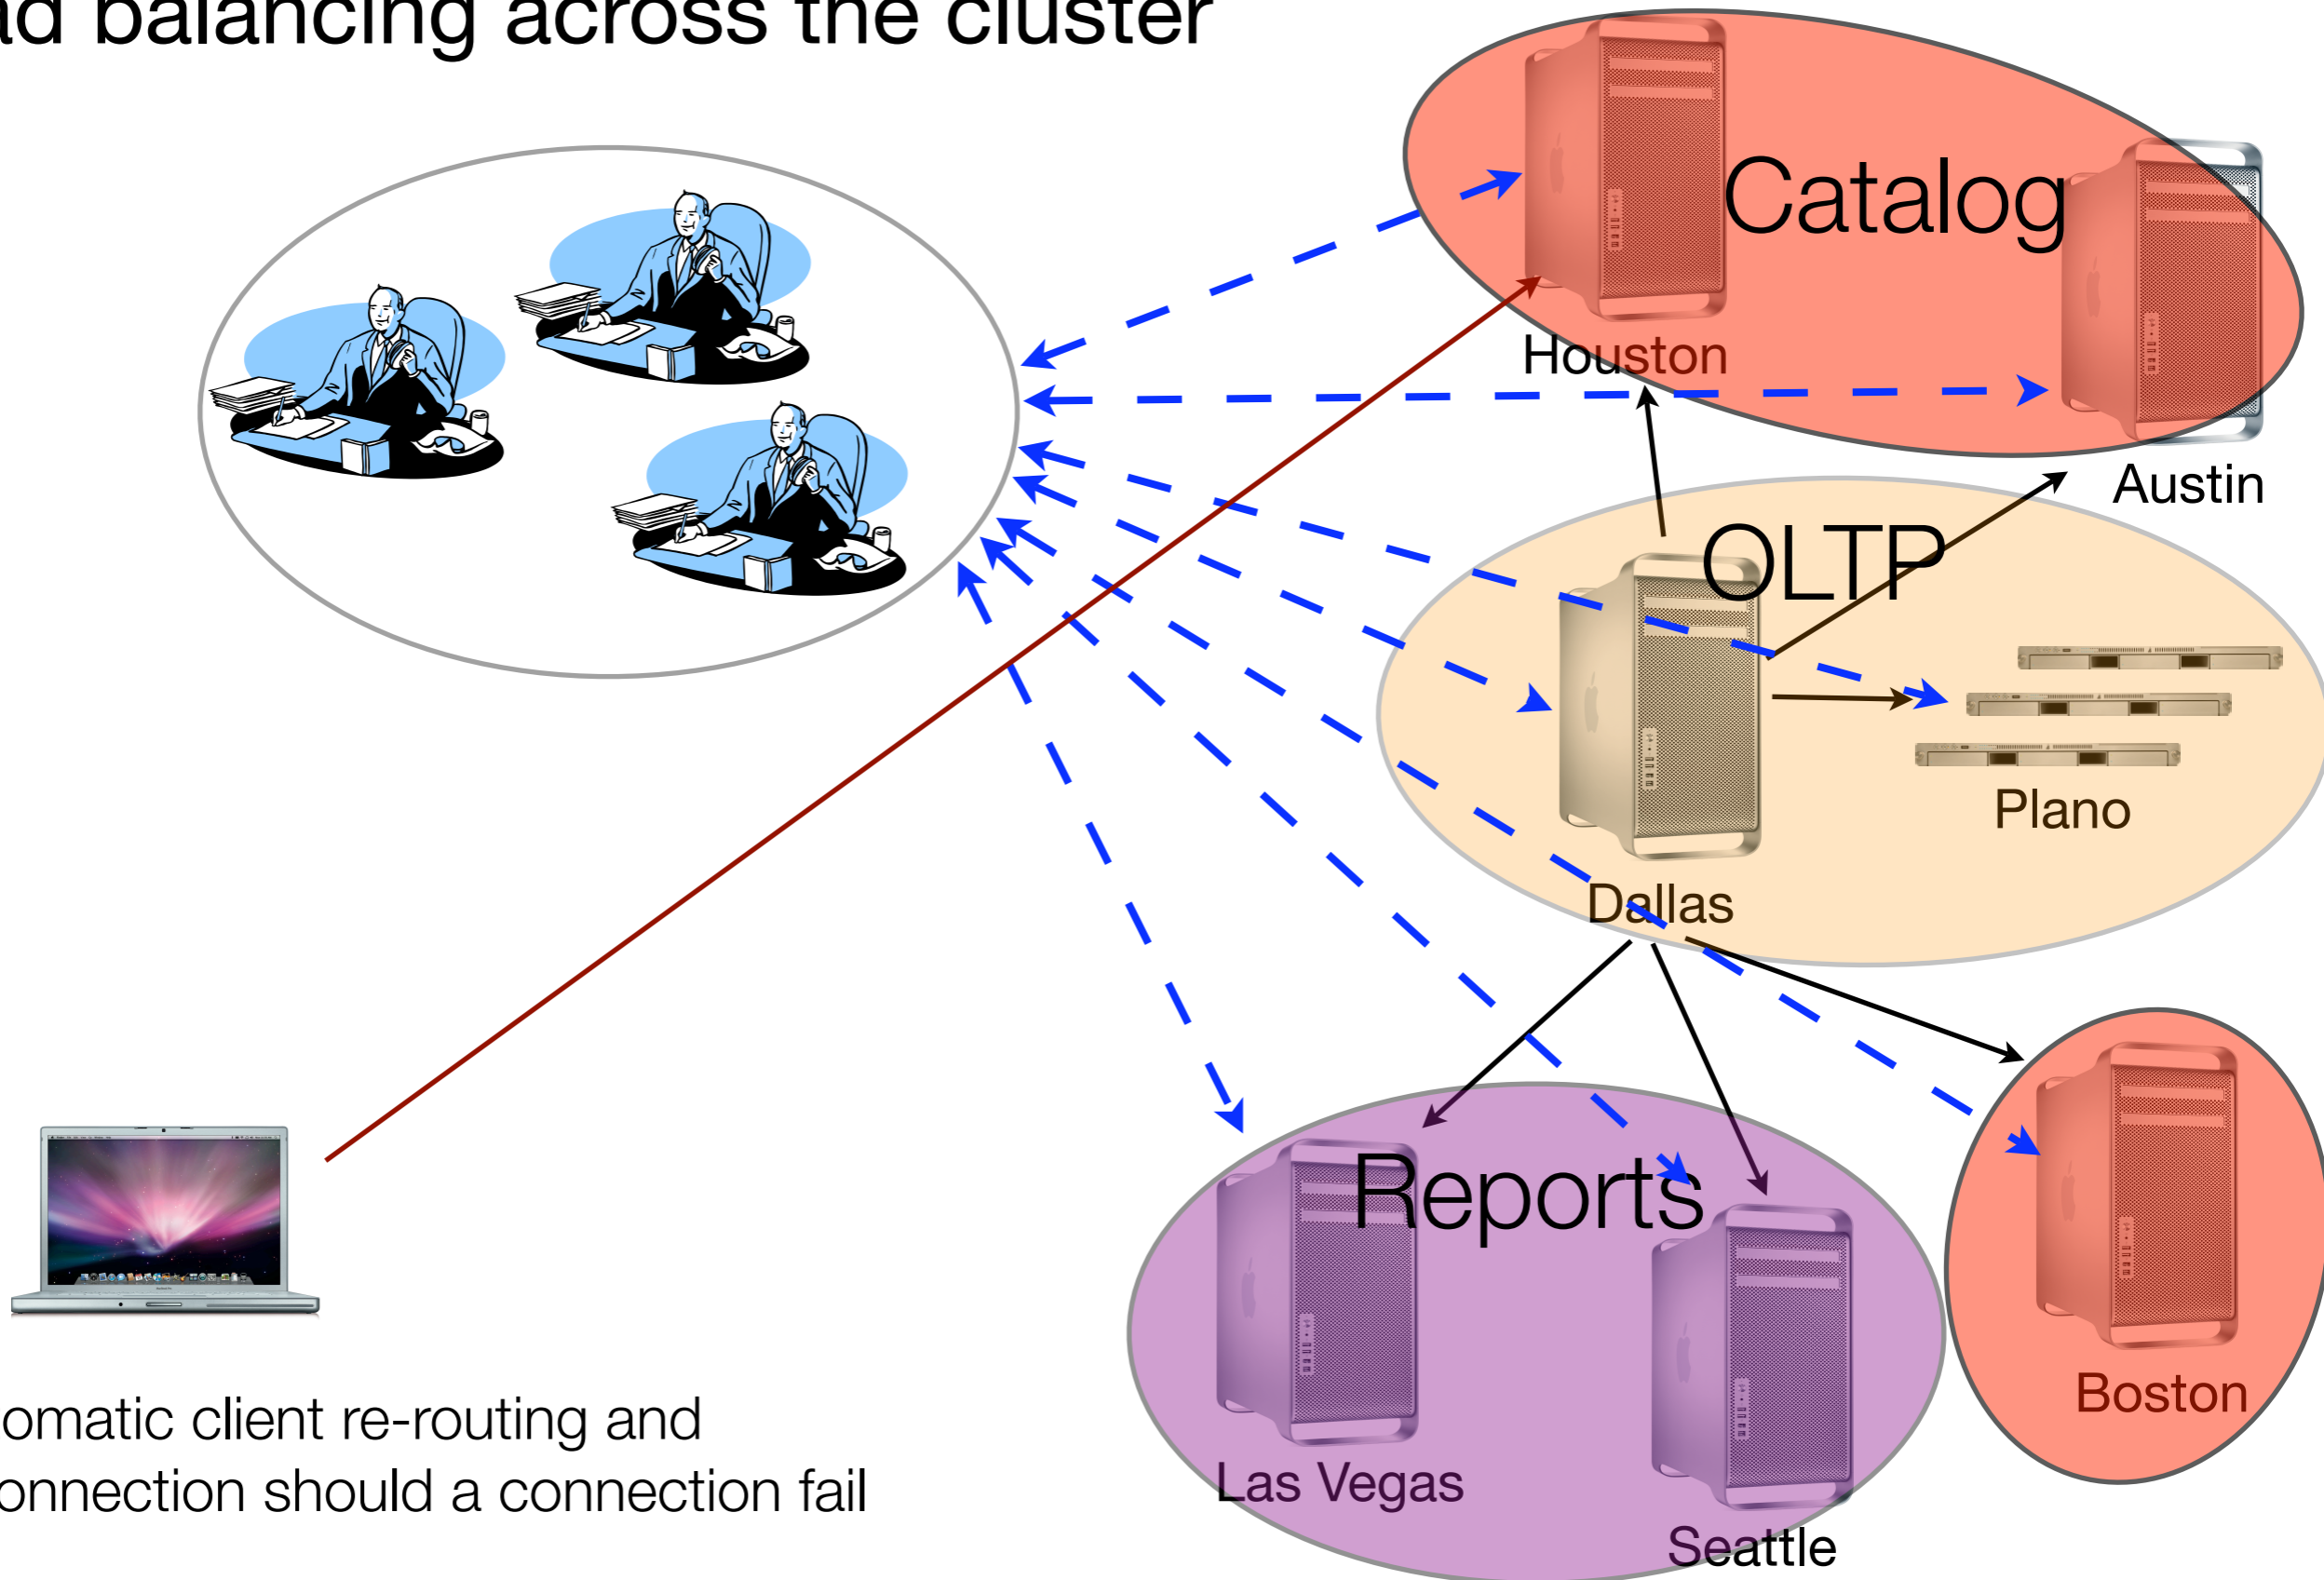 ad balancing across the cluster
Catalog
Houston
Austin
OLTP
Plano
Dallas
Reports
Boston
Las Vegas
Seattle
omatic client re-routing and
onnection should a connection fail